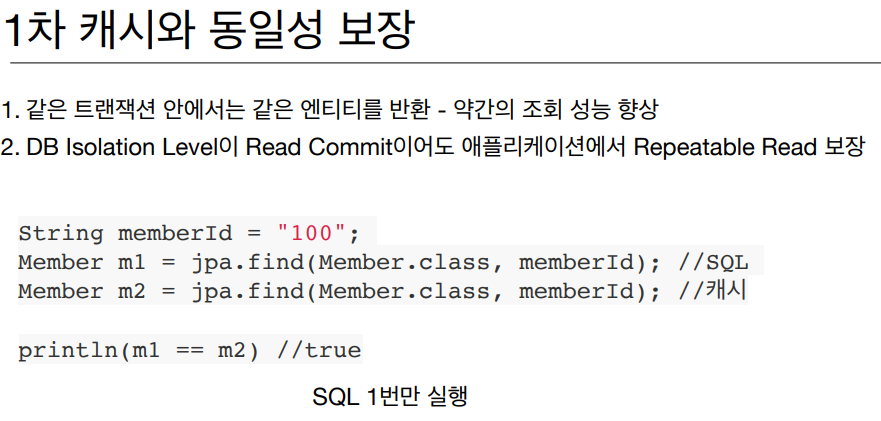 1차 캐시와 동일성 보장
1. 같은 트랜잭션 안에서는 같은 엔티티를 반환 - 약간의 조회 성능 향상
2. DB Isolation Level이 Read Commit이어도 애플리케이션에서 Repeatable Read 보장
String memberId = "100";
Member m1 = jpa.find(Member.class, memberId); //SQL
Member m2 = jpa.find(Member.class, memberId); //캐시
println(m1 == m2) //true
SQL 1번만 실행